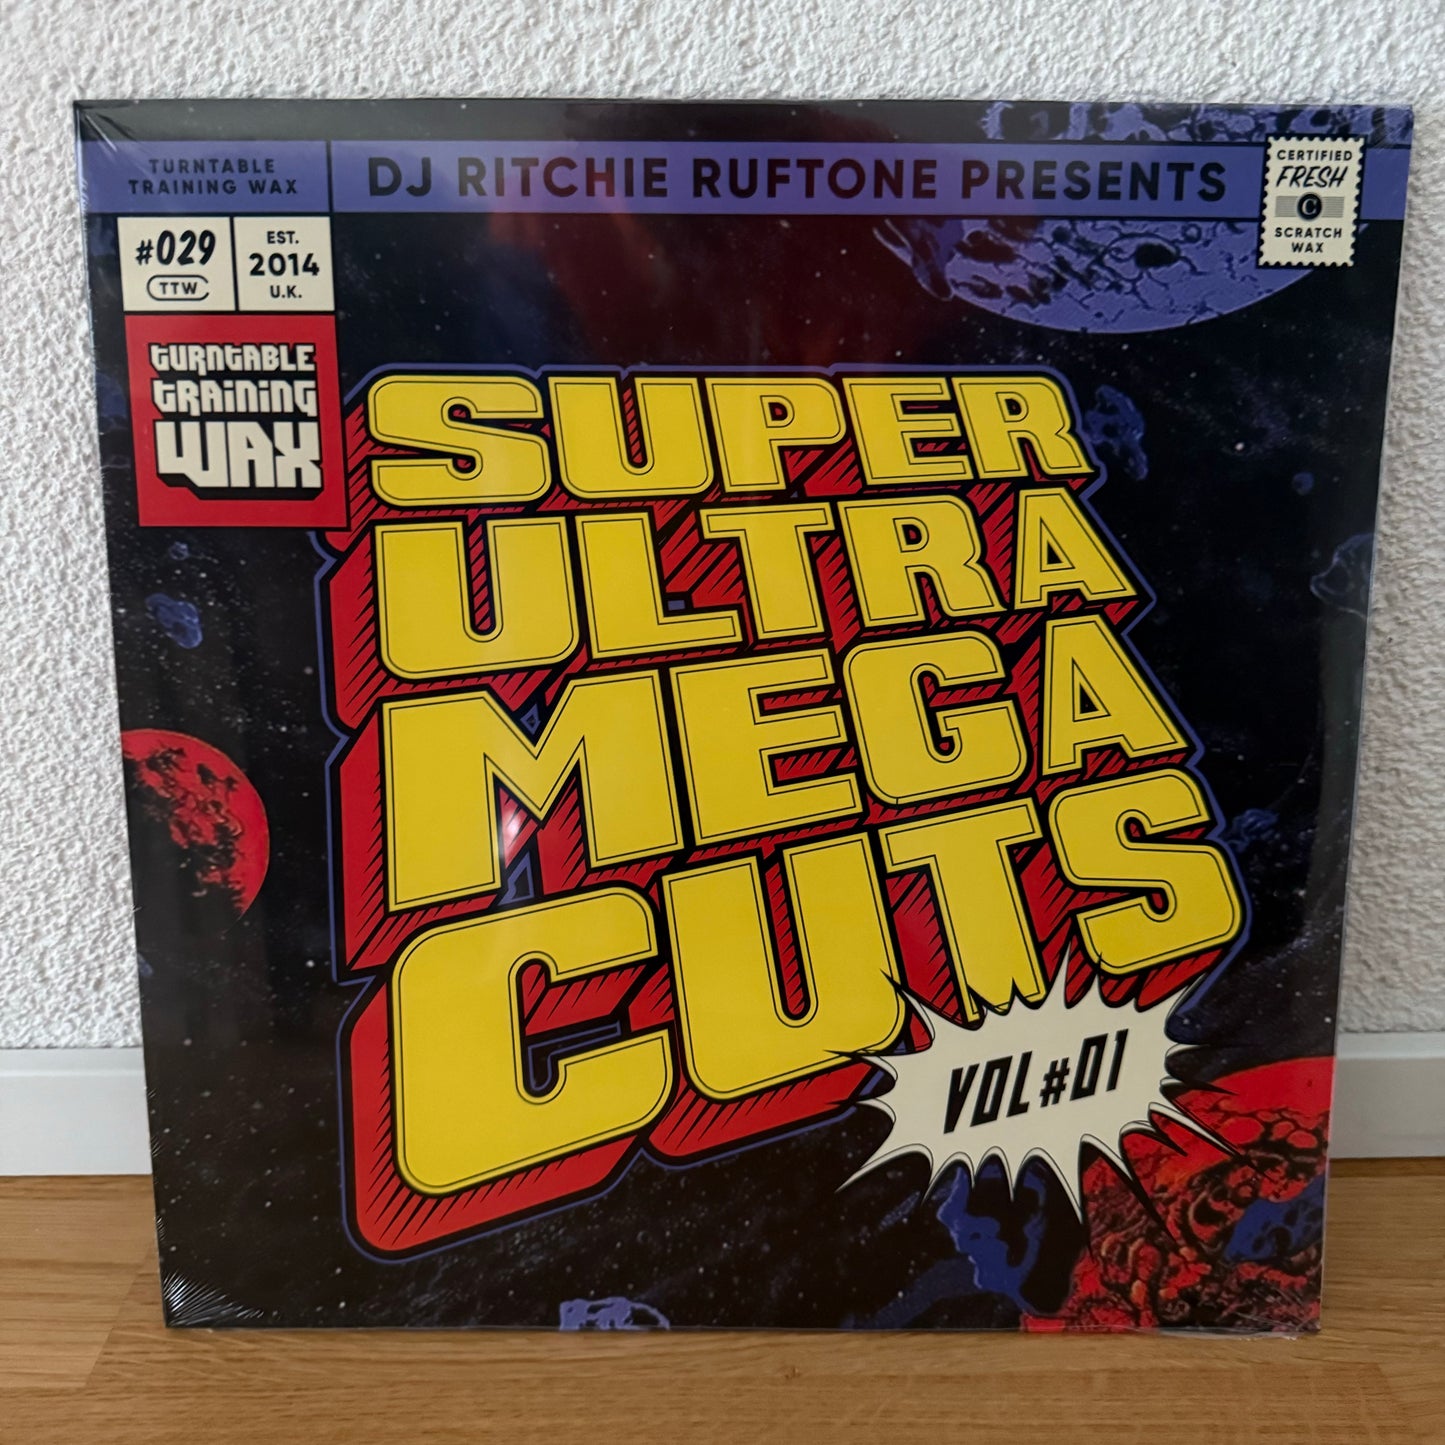 TURNTABLE
TRAINING WAX
DJ RITCHIE RUFTONE PRESENTS
CERTIFIED
FRESH
C
SCRATCH
WAX
#029
TTW
EST.
2014
U.K.
TURNTABLE
TRAINING
WAX
SUPER
ULTRA
MEGA
CUTS
VOL#01